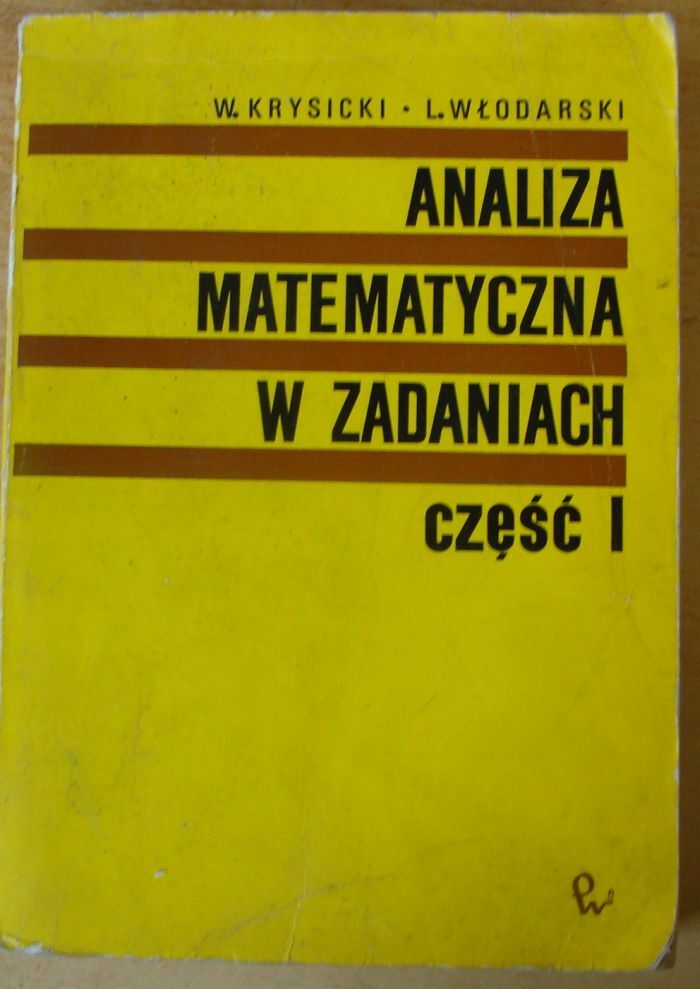 W. KRYSICKI · L. WŁODARSKI
ANALIZA
MATEMATYCZNA
W ZADANIACH
część I